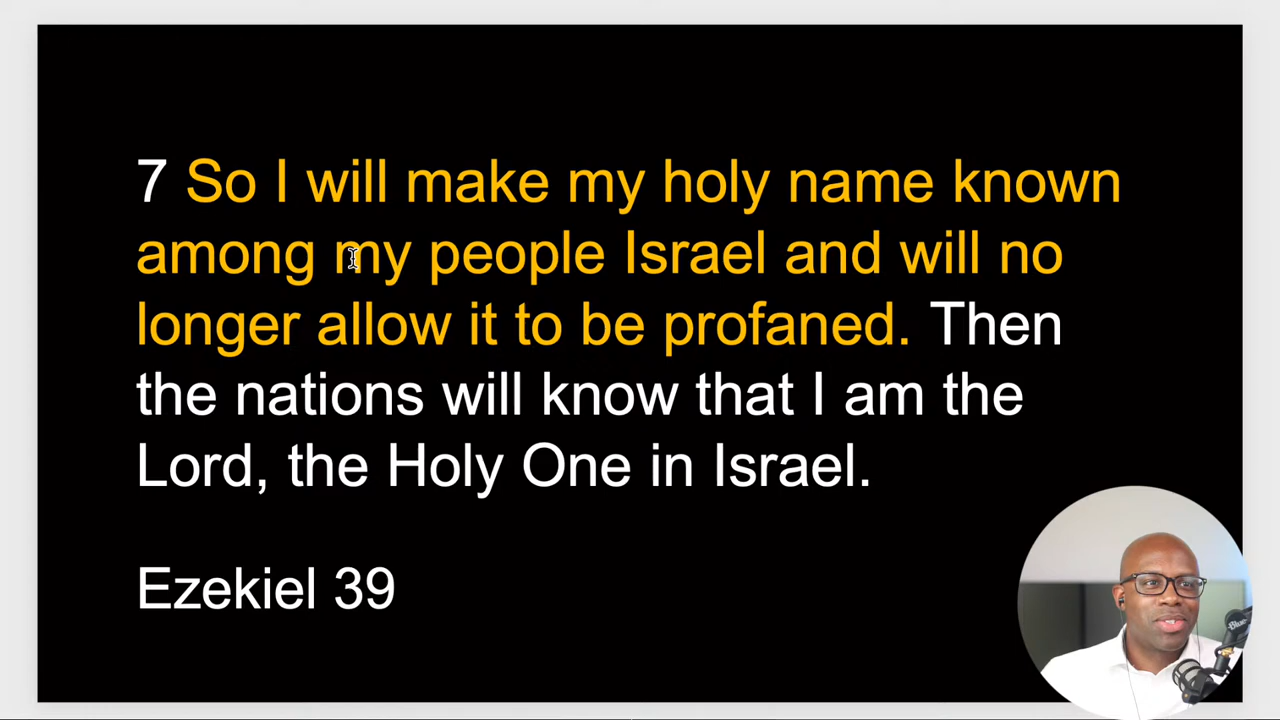 7 So I will make my holy name known
among my people Israel and will no
longer allow it to be profaned. Then
the nations will know that I am the
Lord, the Holy One in Israel.
Ezekiel 39
Blue